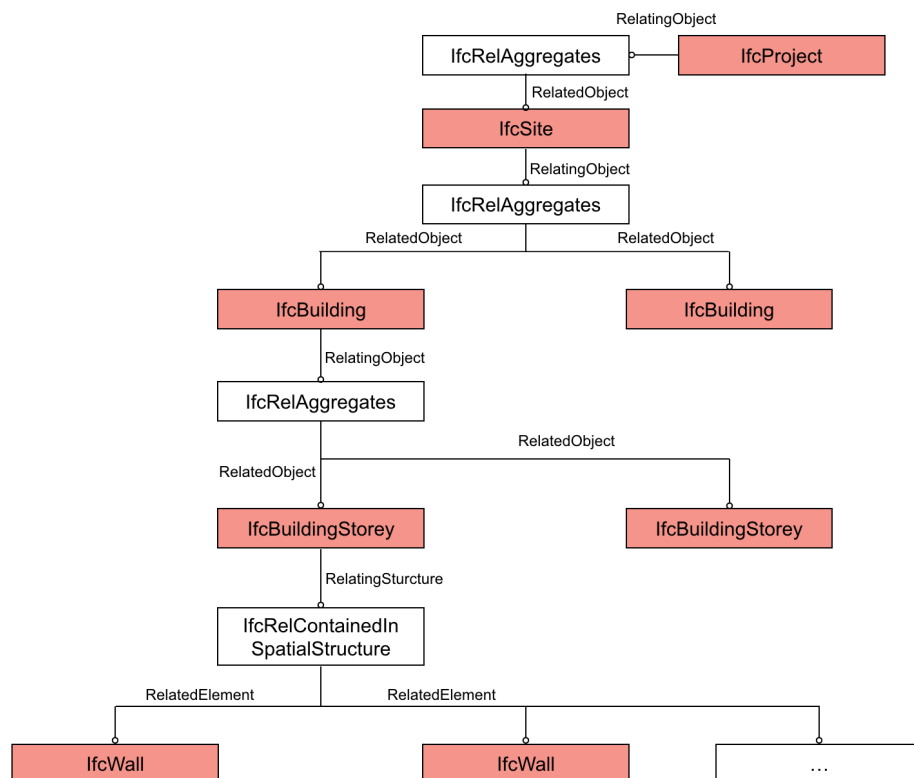 RelatingObject
IfcRelAggregates
IfcProject
RelatedObject
IfcSite
RelatingObject
IfcRelAggregates
RelatedObject
RelatedObject
IfcBuilding
IfcBuilding
RelatingObject
IfcRelAggregates
RelatedObject
RelatedObject
IfcBuildingStorey
IfcBuildingStorey
RelatingSturcture
IfcRelContainedIn
SpatialStructure
RelatedElement
RelatedElement
IfcWall
IfcWall
...